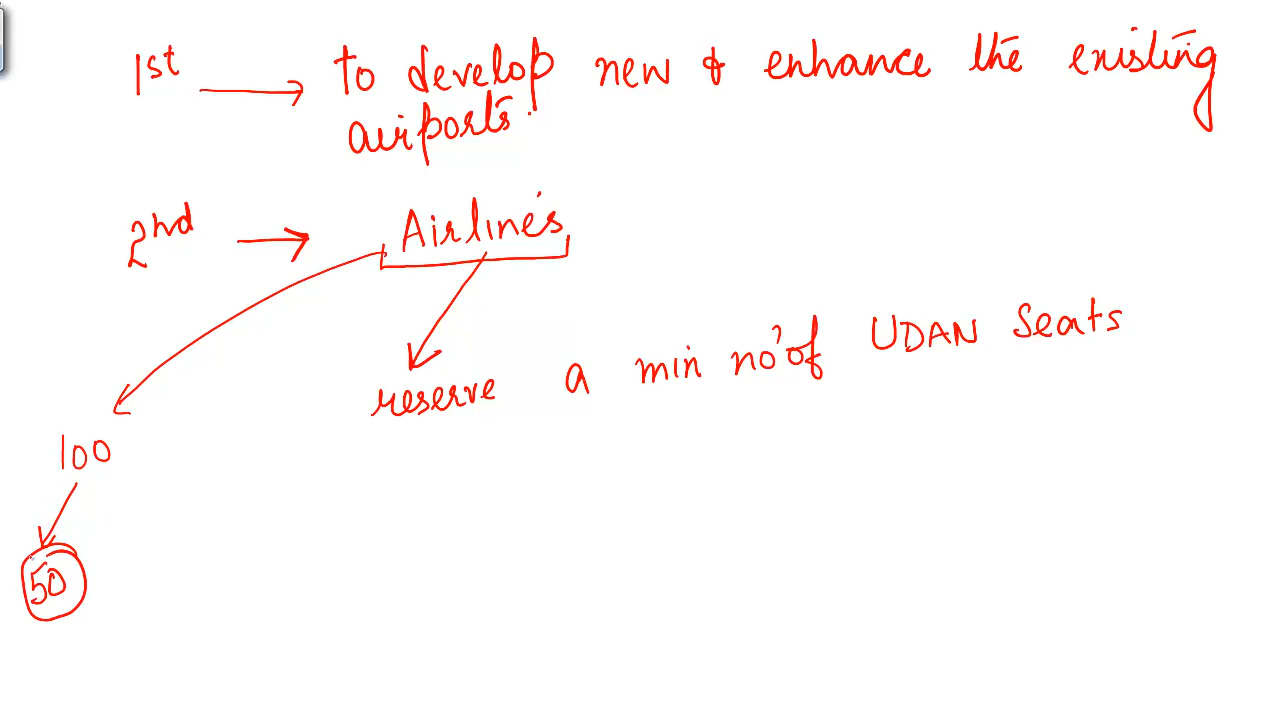 1st → to develop new & enhance the existing
airports.
2nd → Airlines
reserve a min no' of UDAN Seats
100
50